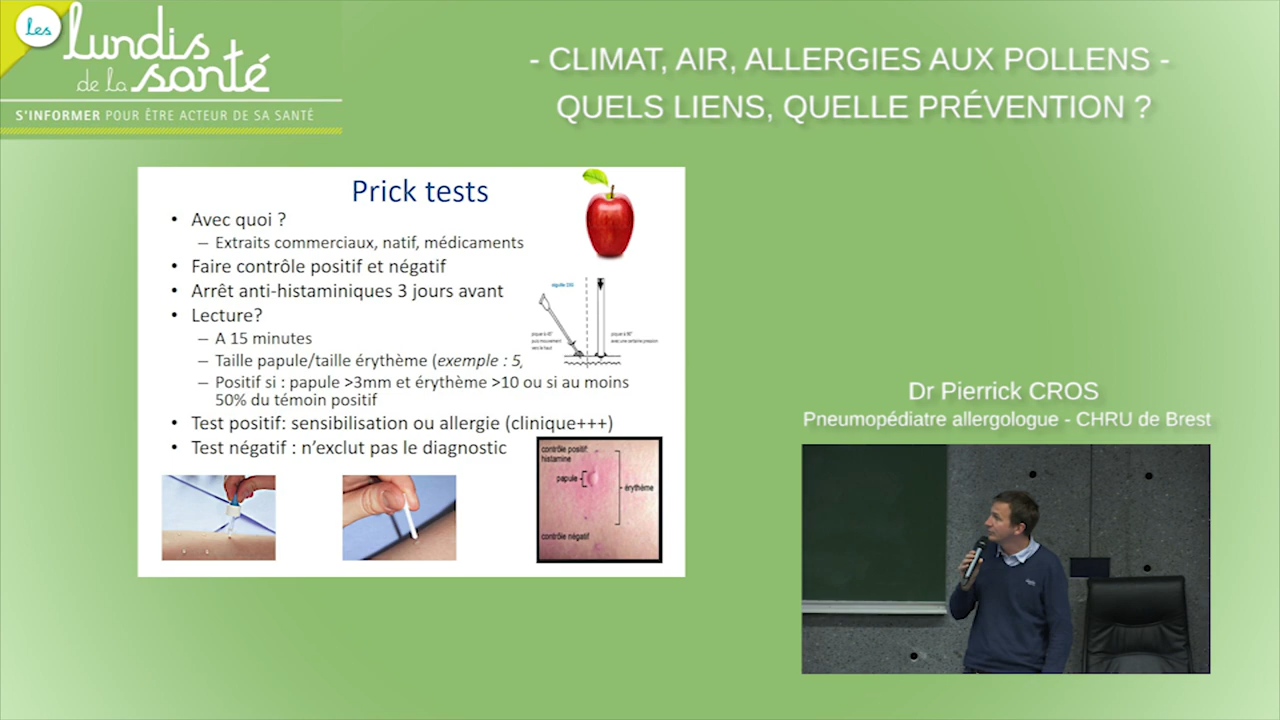 les
lundis
de la santé
S'INFORMER POUR ÊTRE ACTEUR DE SA SANTÉ
- CLIMAT, AIR, ALLERGIES AUX POLLENS -
QUELS LIENS, QUELLE PRÉVENTION ?
Prick tests
• Avec quoi ?
– Extraits commerciaux, natif, médicaments
• Faire contrôle positif et négatif
• Arrêt anti-histaminiques 3 jours avant
• Lecture?
– A 15 minutes
– Taille papule/taille érythème (exemple : 5,
– Positif si : papule >3mm et érythème >10 ou si au moins
50% du témoin positif
• Test positif: sensibilisation ou allergie (clinique+++)
• Test négatif : n'exclut pas le diagnostic
piquer à 45°
puis mouvement
vers le haut
piquer à 90°
avec une certaine pression
contrôle positif:
histamine
papule
érythème
contrôle négatif
Dr Pierrick CROS
Pneumopédiatre allergologue - CHRU de Brest